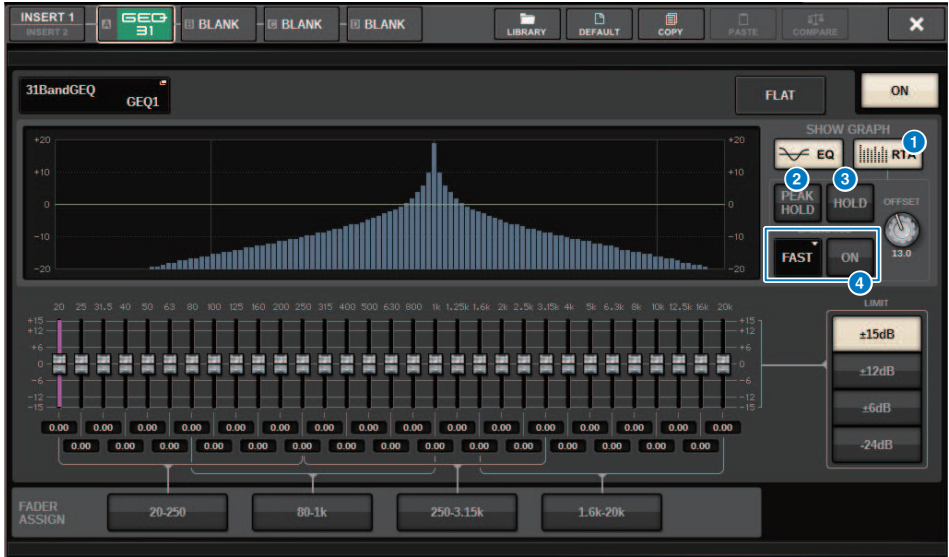 INSERT 1
INSERT 2
A
GEQ
31
B BLANK
C BLANK
D BLANK
LIBRARY
DEFAULT
COPY
PASTE
COMPARE
31BandGEQ
GEQ1
FLAT
ON
SHOW GRAPH
EQ
RTA
1
2
3
PEAK
HOLD
HOLD
OFFSET
13.0
FAST
ON
4
+20 +20
+10 +10
0 0
-10 -10
-20 -20
20 25 31.5 40 50 63 80 100 125 160 200 250 315 400 500 630 800 1k 1.25k 1.6k 2k 2.5k 3.15k 4k 5k 6.3k 8k 10k 12.5k 16k 20k
+15 +15
+12 +12
+6 +6
0 0
-6 -6
-12 -12
-15 -15
0.00 0.00 0.00 0.00 0.00 0.00 0.00 0.00 0.00 0.00 0.00 0.00 0.00 0.00 0.00 0.00
0.00 0.00 0.00 0.00 0.00 0.00 0.00 0.00 0.00 0.00 0.00 0.00 0.00 0.00 0.00
LIMIT
±15dB
±12dB
±6dB
-24dB
FADER
ASSIGN
20-250
80-1k
250-3.15k
1.6k-20k